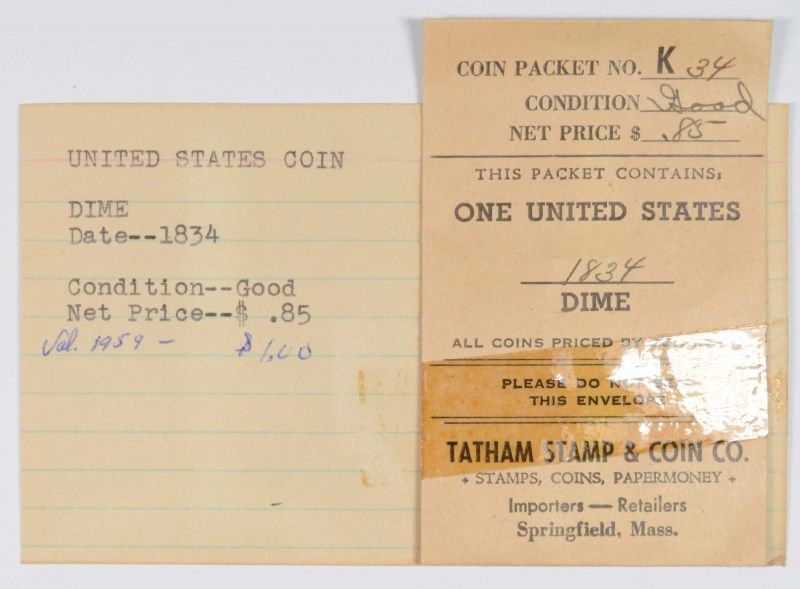 UNITED STATES COIN
DIME
Date--1834
Condition--Good
Net Price--$ .85
Val. 1959 - $1.00
COIN PACKET NO. K 34
CONDITION Good
NET PRICE $ .85
THIS PACKET CONTAINS:
ONE UNITED STATES
1834
DIME
ALL COINS PRICED BY
PLEASE DO
THIS ENVELOPE
TATHAM STAMP & COIN CO.
+ STAMPS, COINS, PAPERMONEY +
Importers — Retailers
Springfield, Mass.